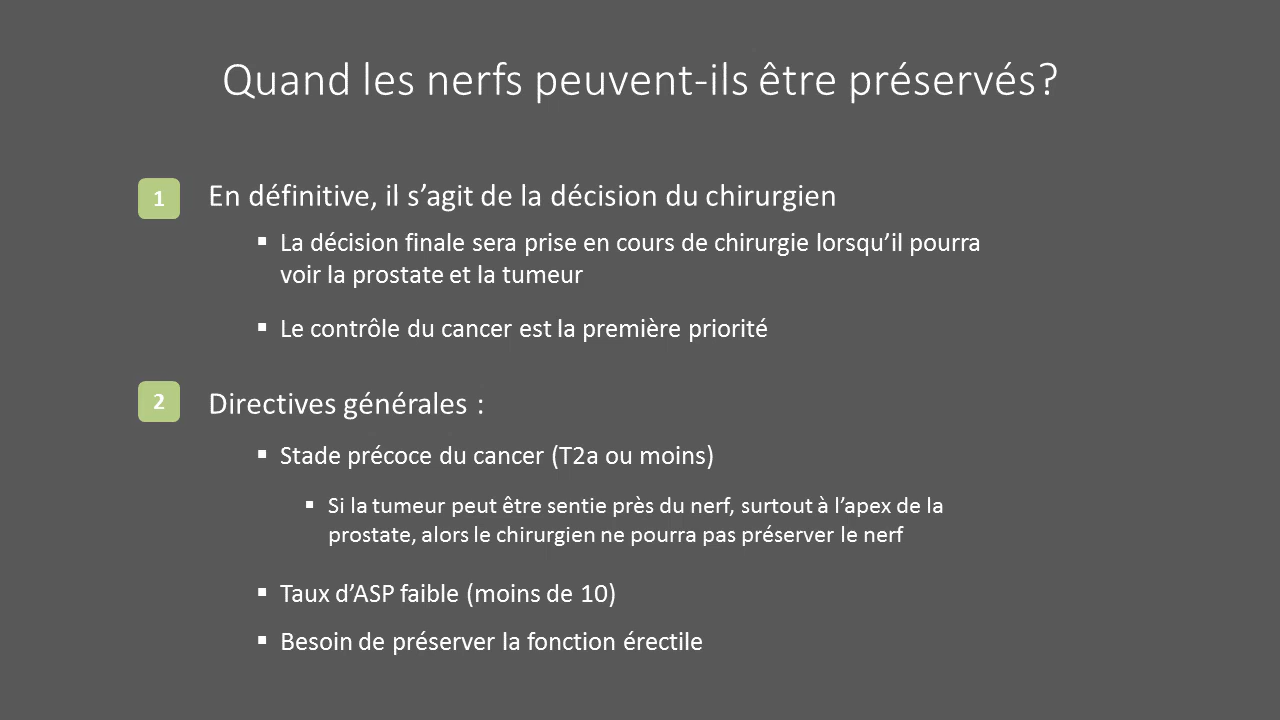 Quand les nerfs peuvent-ils être préservés?
1 En définitive, il s’agit de la décision du chirurgien
▪ La décision finale sera prise en cours de chirurgie lorsqu’il pourra
voir la prostate et la tumeur
▪ Le contrôle du cancer est la première priorité
2 Directives générales :
▪ Stade précoce du cancer (T2a ou moins)
▪ Si la tumeur peut être sentie près du nerf, surtout à l’apex de la
prostate, alors le chirurgien ne pourra pas préserver le nerf
▪ Taux d’ASP faible (moins de 10)
▪ Besoin de préserver la fonction érectile